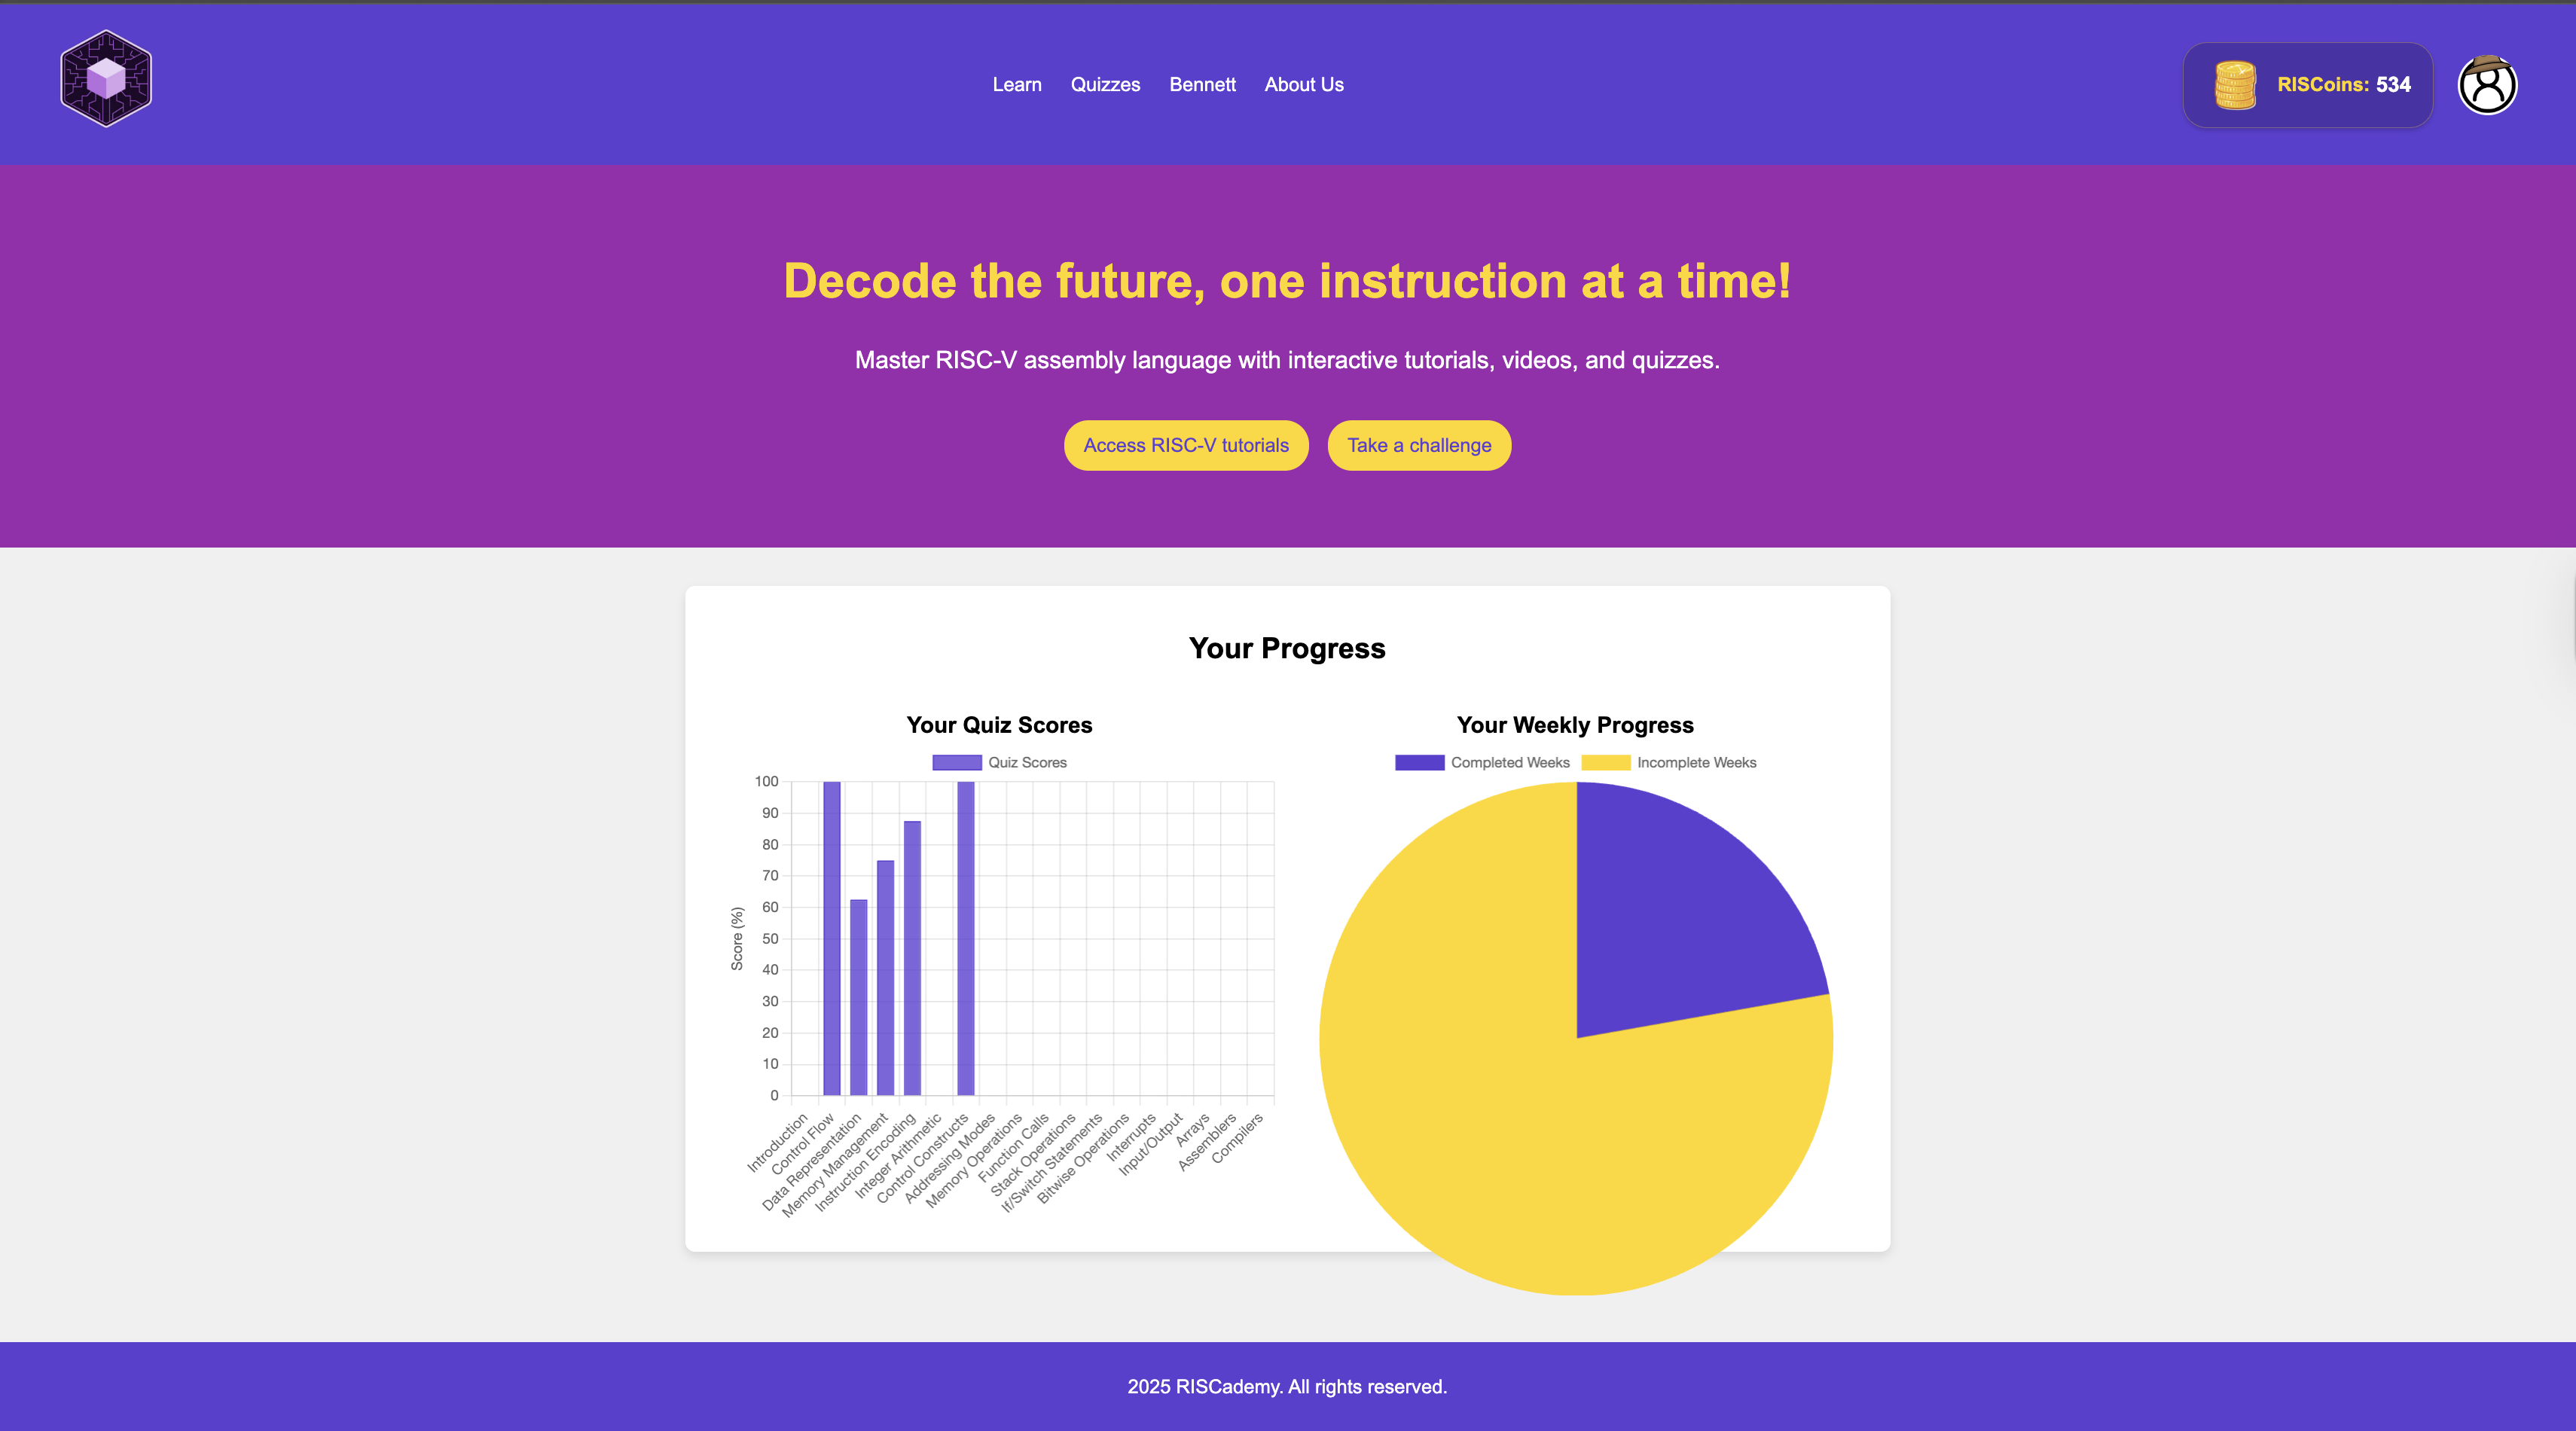 Learn Quizzes Bennett About Us
RISCoins: 534
Decode the future, one instruction at a time!
Master RISC-V assembly language with interactive tutorials, videos, and quizzes.
Access RISC-V tutorials Take a challenge
Your Progress
Your Quiz Scores
Quiz Scores
Score (%)
100
90
80
70
60
50
40
30
20
10
0
Introduction
Control Flow
Data Representation
Memory Management
Instruction Encoding
Integer Arithmetic
Control Constructs
Addressing Modes
Memory Operations
Function Calls
Stack Operations
If/Switch Statements
Bitwise Operations
Interrupts
Input/Output
Arrays
Assemblers
Compilers
Your Weekly Progress
Completed Weeks Incomplete Weeks
2025 RISCademy. All rights reserved.